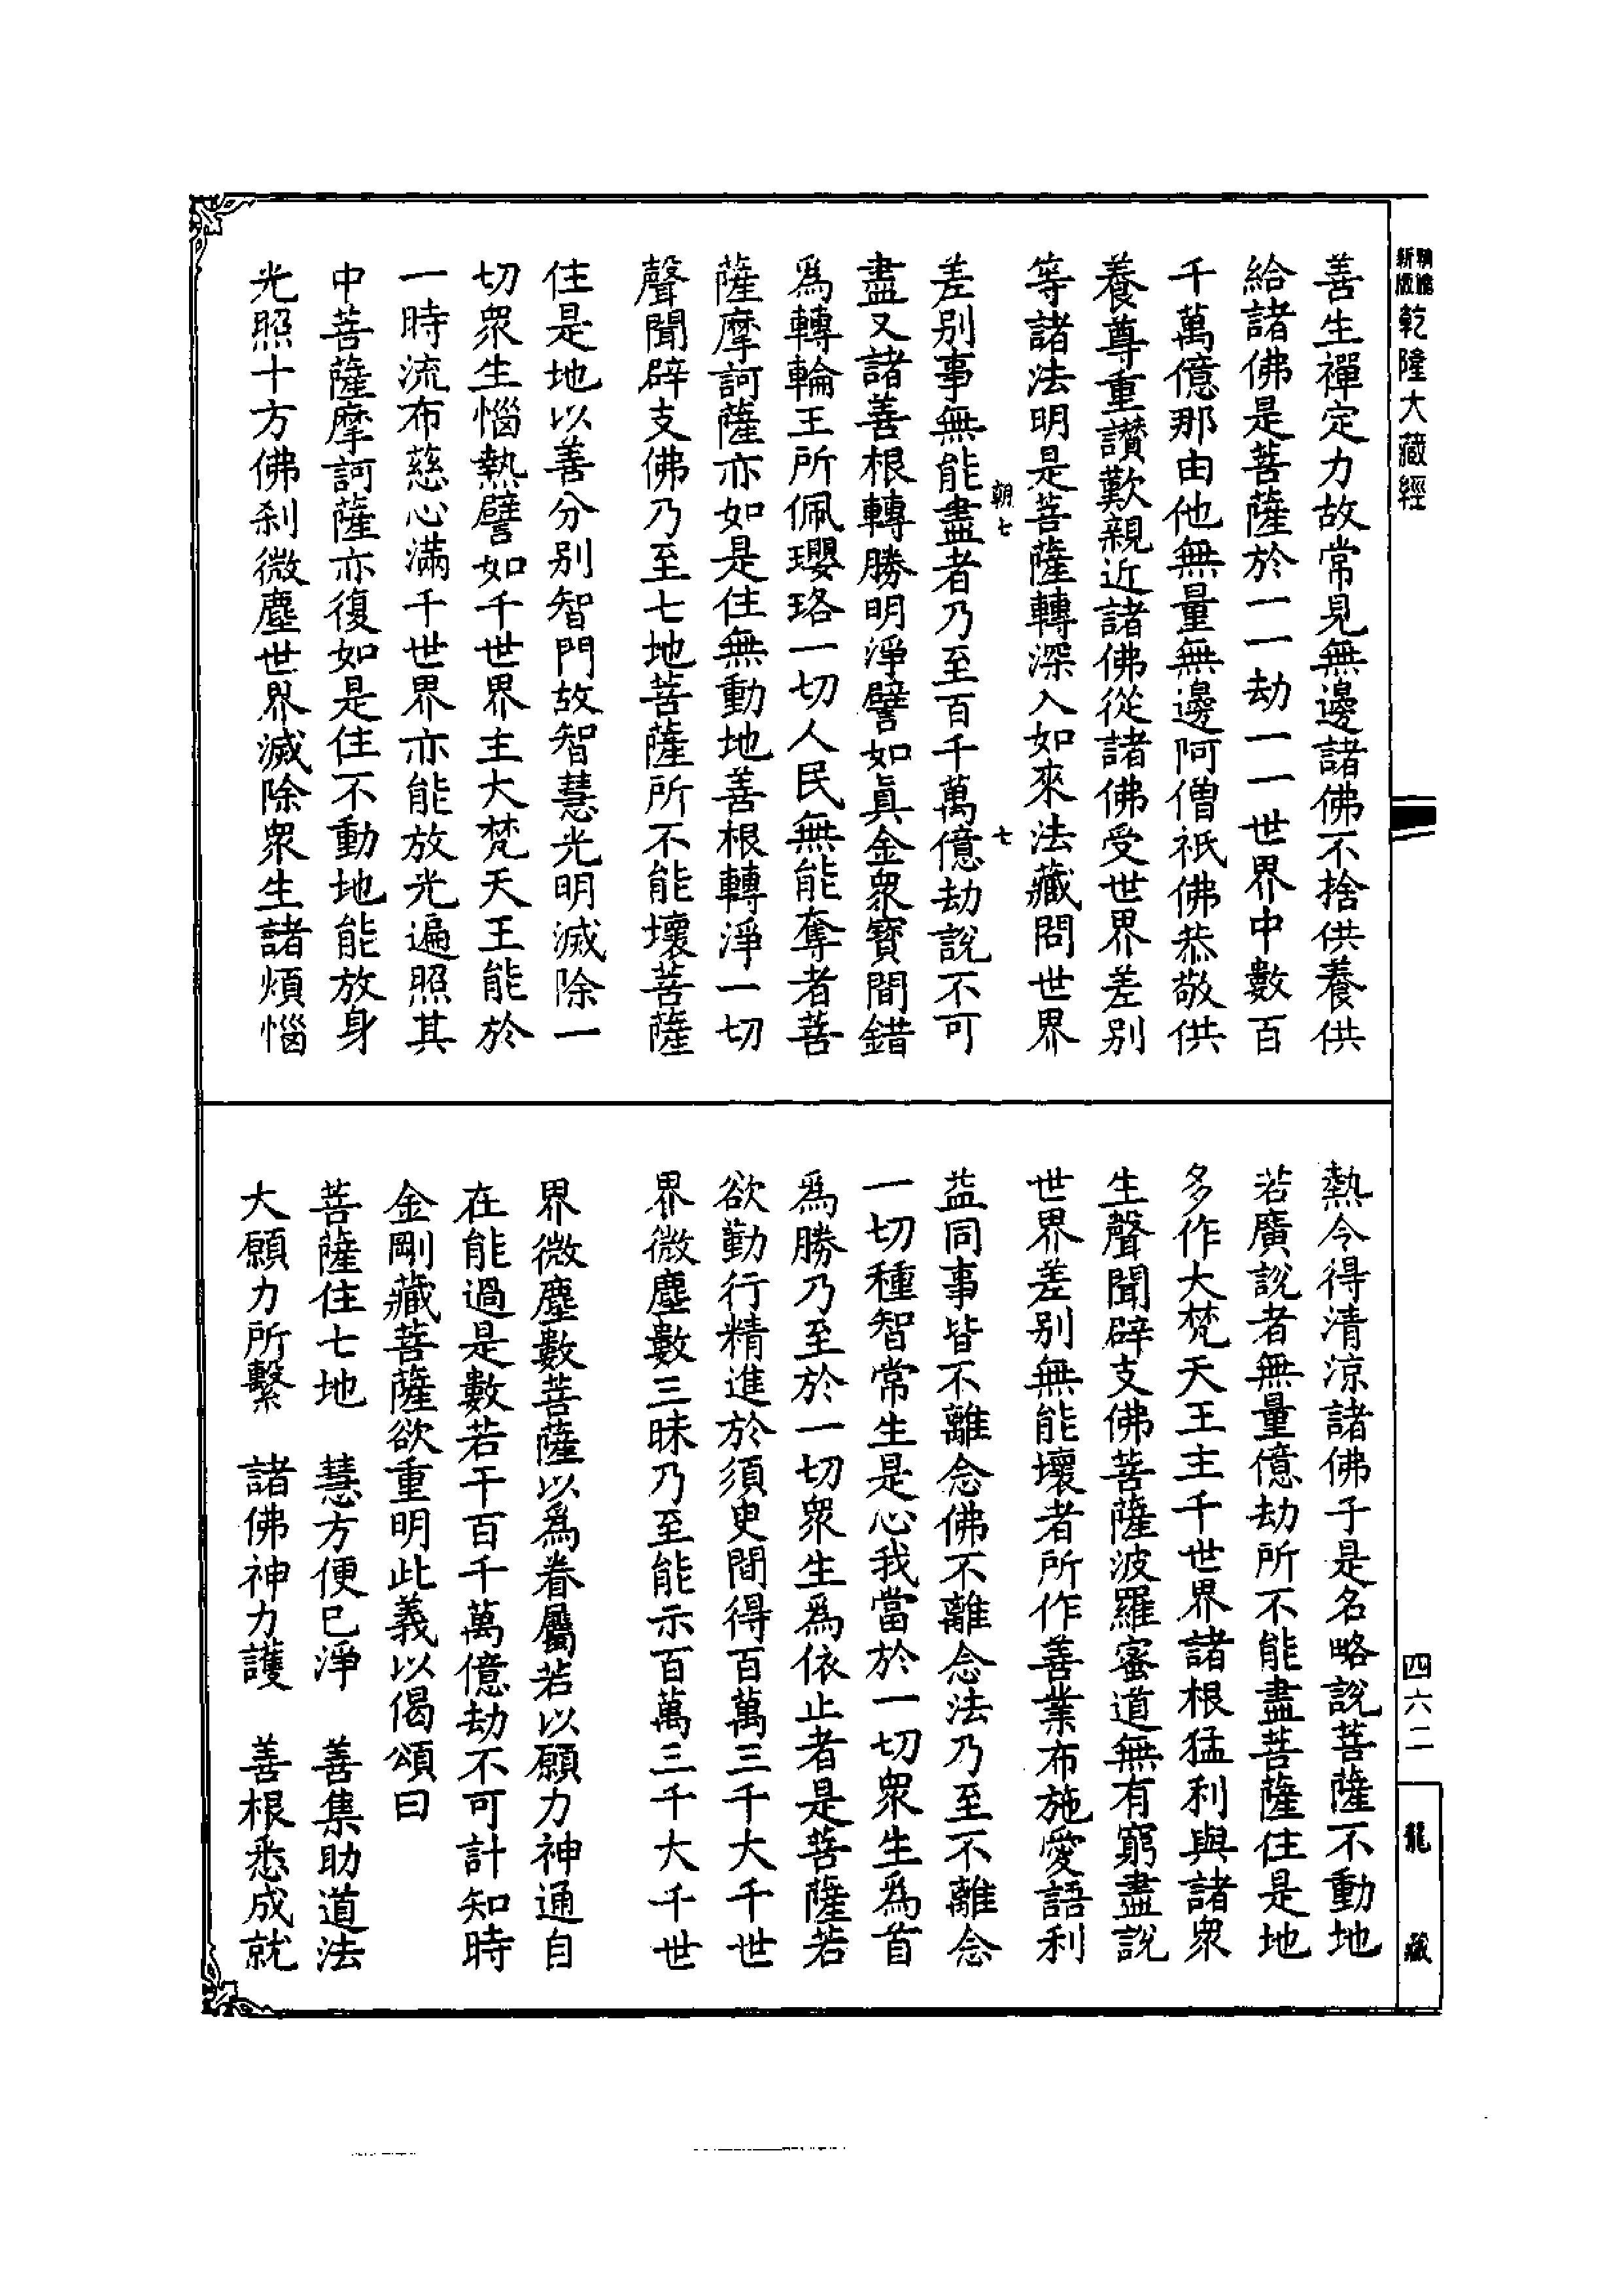 乾隆大藏經
善生禪定力故常見無邊諸佛不捨供養供
給諸佛是菩薩於一一劫一一世界中數百
千萬億那由他無量無邊阿僧祇佛恭敬供
養尊重讚歎親近諸佛從諸佛受世界差別
等諸法明是菩薩轉深入如來法藏問世界
朝七
七
差別事無能盡者乃至百千萬億劫說不可
盡又諸善根轉勝明淨譬如眞金衆寶間錯
爲轉輪王所佩瓔珞一切人民無能奪者菩
薩摩訶薩亦如是住無動地善根轉淨一切
聲聞辟支佛乃至七地菩薩所不能壞菩薩
住是地以善分別智門故智慧光明滅除一
切衆生惱熱譬如千世界主大梵天王能於
一時流布慈心滿千世界亦能放光遍照其
中菩薩摩訶薩亦復如是住不動地能放身
光照十方佛刹微塵世界滅除衆生諸煩惱
熱令得清涼諸佛子是名略說菩薩不動地
若廣說者無量億劫所不能盡菩薩住是地
多作大梵天王主千世界諸根猛利與諸衆
生聲聞辟支佛菩薩波羅蜜道無有窮盡說
世界差別無能壞者所作善業布施愛語利
益同事皆不離念佛不離念法乃至不離念
一切種智常生是心我當於一切衆生爲首
爲勝乃至於一切衆生爲依止者是菩薩若
欲勤行精進於須臾間得百萬三千大千世
界微塵數三昧乃至能示百萬三千大千世
界微塵數菩薩以爲眷屬若以願力神通自
在能過是數若干百千萬億劫不可計知時
金剛藏菩薩欲重明此義以偈頌曰
菩薩住七地　慧方便已淨　善集助道法
大願力所繫　諸佛神力護　善根悉成就
四六二
龍藏